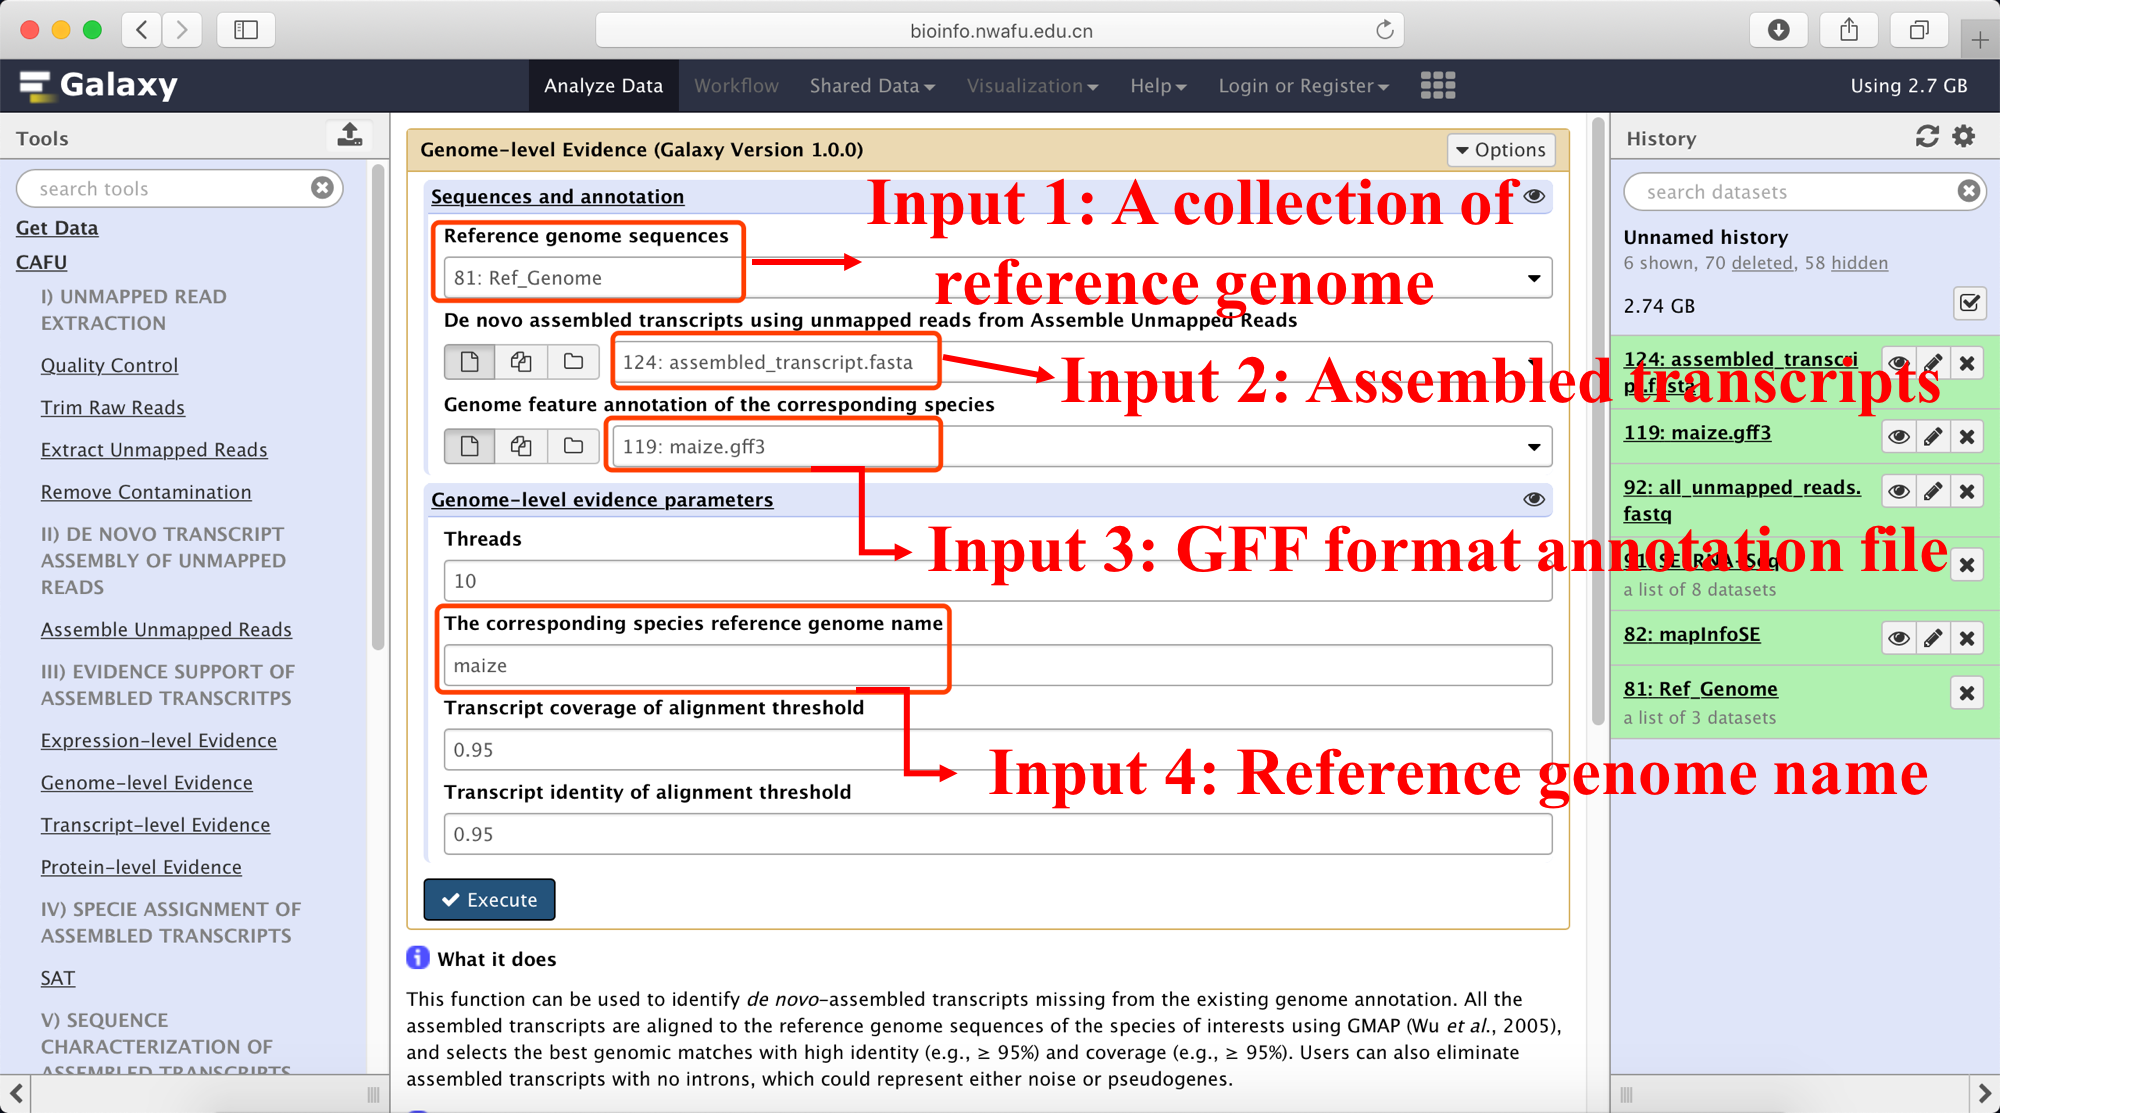 bioinfo.nwafu.edu.cn
Galaxy
Analyze Data
Workflow
Shared Data
Visualization
Help
Login or Register
Using 2.7 GB
Tools
search tools
Get Data
CAFU
I) UNMAPPED READ
EXTRACTION
Quality Control
Trim Raw Reads
Extract Unmapped Reads
Remove Contamination
II) DE NOVO TRANSCRIPT
ASSEMBLY OF UNMAPPED
READS
Assemble Unmapped Reads
III) EVIDENCE SUPPORT OF
ASSEMBLED TRANSCRITPS
Expression-level Evidence
Genome-level Evidence
Transcript-level Evidence
Protein-level Evidence
IV) SPECIE ASSIGNMENT OF
ASSEMBLED TRANSCRIPTS
SAT
V) SEQUENCE
CHARACTERIZATION OF
ASSEMBLED TRANSCRIPTS
Genome-level Evidence (Galaxy Version 1.0.0)
Options
Sequences and annotation
Input 1: A collection of
reference genome
Reference genome sequences
81: Ref_Genome
De novo assembled transcripts using unmapped reads from Assemble Unmapped Reads
124: assembled_transcript.fasta
Input 2: Assembled transcripts
Genome feature annotation of the corresponding species
119: maize.gff3
Genome-level evidence parameters
Input 3: GFF format annotation file
Threads
10
The corresponding species reference genome name
maize
Transcript coverage of alignment threshold
0.95
Input 4: Reference genome name
Transcript identity of alignment threshold
0.95
Execute
What it does
This function can be used to identify de novo-assembled transcripts missing from the existing genome annotation. All the
assembled transcripts are aligned to the reference genome sequences of the species of interests using GMAP (Wu et al., 2005),
and selects the best genomic matches with high identity (e.g., ≥ 95%) and coverage (e.g., ≥ 95%). Users can also eliminate
assembled transcripts with no introns, which could represent either noise or pseudogenes.
History
search datasets
Unnamed history
6 shown, 70 deleted, 58 hidden
2.74 GB
124: assembled_transcri
pt.fasta
119: maize.gff3
92: all_unmapped_reads.
fastq
91: SE-RNA-Seq
a list of 8 datasets
82: mapInfoSE
81: Ref_Genome
a list of 3 datasets